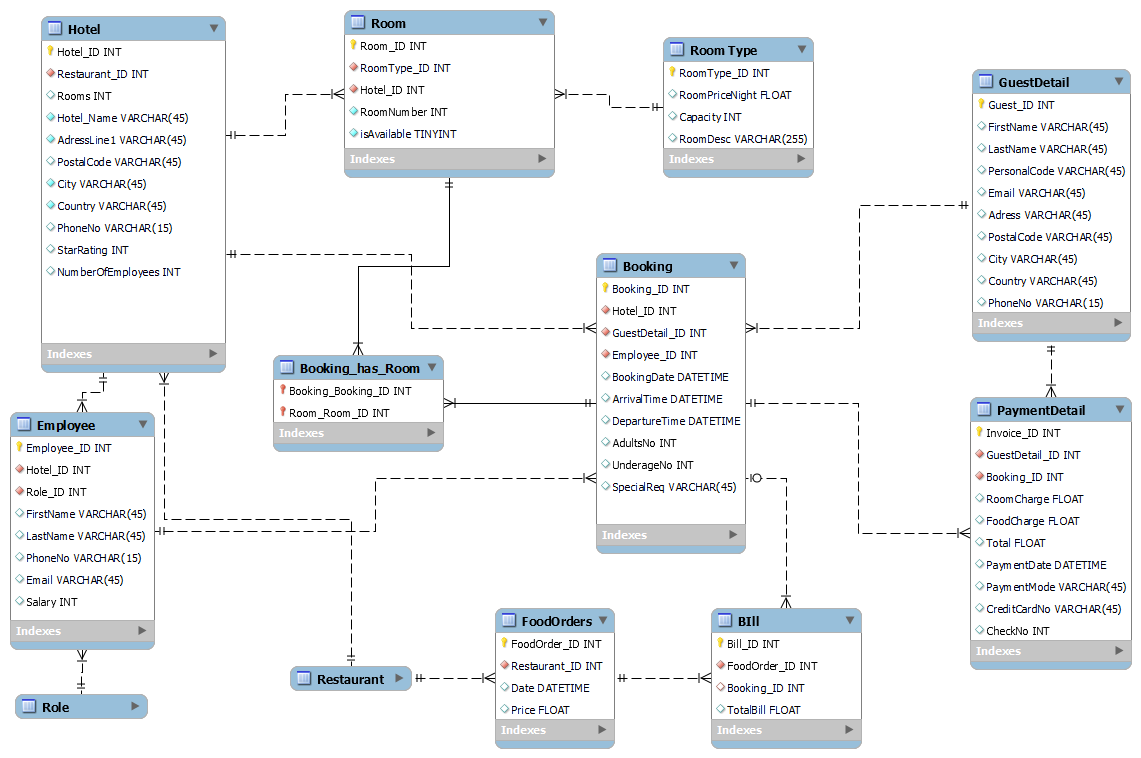 Hotel
Hotel_ID INT
Restaurant_ID INT
Rooms INT
Hotel_Name VARCHAR(45)
AdressLine1 VARCHAR(45)
PostalCode VARCHAR(45)
City VARCHAR(45)
Country VARCHAR(45)
PhoneNo VARCHAR(15)
StarRating INT
NumberOfEmployees INT
Indexes
Room
Room_ID INT
RoomType_ID INT
Hotel_ID INT
RoomNumber INT
isAvailable TINYINT
Indexes
Room Type
RoomType_ID INT
RoomPriceNight FLOAT
Capacity INT
RoomDesc VARCHAR(255)
Indexes
GuestDetail
Guest_ID INT
FirstName VARCHAR(45)
LastName VARCHAR(45)
PersonalCode VARCHAR(45)
Email VARCHAR(45)
Adress VARCHAR(45)
PostalCode VARCHAR(45)
City VARCHAR(45)
Country VARCHAR(45)
PhoneNo VARCHAR(15)
Indexes
Booking
Booking_ID INT
Hotel_ID INT
GuestDetail_ID INT
Employee_ID INT
BookingDate DATETIME
ArrivalTime DATETIME
DepartureTime DATETIME
AdultsNo INT
UnderageNo INT
SpecialReq VARCHAR(45)
Indexes
Booking_has_Room
Booking_Booking_ID INT
Room_Room_ID INT
Indexes
Employee
Employee_ID INT
Hotel_ID INT
Role_ID INT
FirstName VARCHAR(45)
LastName VARCHAR(45)
PhoneNo VARCHAR(15)
Email VARCHAR(45)
Salary INT
Indexes
PaymentDetail
Invoice_ID INT
GuestDetail_ID INT
Booking_ID INT
RoomCharge FLOAT
FoodCharge FLOAT
Total FLOAT
PaymentDate DATETIME
PaymentMode VARCHAR(45)
CreditCardNo VARCHAR(45)
CheckNo INT
Indexes
Role
Restaurant
FoodOrders
FoodOrder_ID INT
Restaurant_ID INT
Date DATETIME
Price FLOAT
Indexes
BIll
Bill_ID INT
FoodOrder_ID INT
Booking_ID INT
TotalBill FLOAT
Indexes